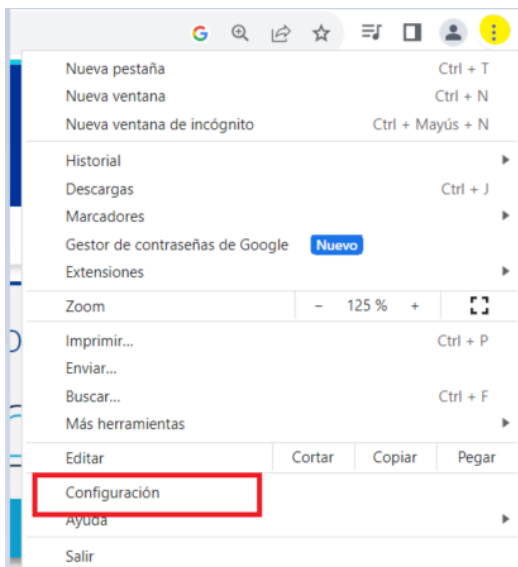 Nueva pestaña Ctrl + T
Nueva ventana Ctrl + N
Nueva ventana de incógnito Ctrl + Mayús + N
Historial
Descargas Ctrl + J
Marcadores
Gestor de contraseñas de Google Nuevo
Extensiones
Zoom - 125 % +
Imprimir... Ctrl + P
Enviar...
Buscar... Ctrl + F
Más herramientas
Editar Cortar Copiar Pegar
Configuración
Ayuda
Salir